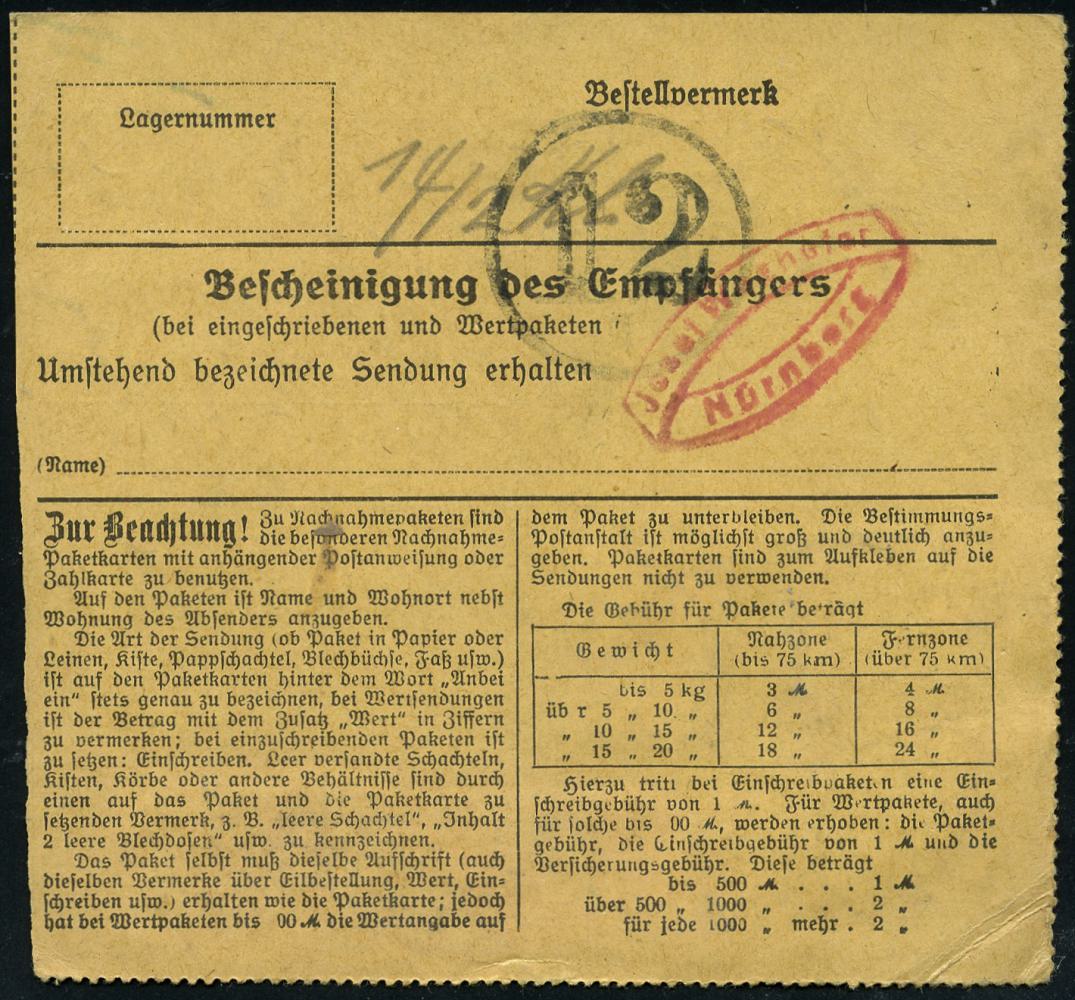 Bestellvermerk
Lagernummer
14/2
12
Bescheinigung des Empfängers
(bei eingeschriebenen und Wertpaketen
Umstehend bezeichnete Sendung erhalten
Josef
Nürnberg
(Name)
Zur Beachtung! Zu Nachnahmepaketen sind
die besonderen Nachnahme-
Paketkarten mit anhängender Postanweisung oder
Zahlkarte zu benutzen.
Auf den Paketen ist Name und Wohnort nebst
Wohnung des Absenders anzugeben.
Die Art der Sendung (ob Paket in Papier oder
Leinen, Kiste, Pappschachtel, Blechbüchse, Faß usw.)
ist auf den Paketkarten hinter dem Wort „Anbei
ein“ stets genau zu bezeichnen, bei Wertsendungen
ist der Betrag mit dem Zusatz „Wert“ in Ziffern
zu vermerken; bei einzuschreibenden Paketen ist
zu setzen: Einschreiben. Leer versandte Schachteln,
Kisten, Körbe oder andere Behältnisse sind durch
einen auf das Paket und die Paketkarte zu
setzenden Vermerk, z. B. „leere Schachtel“, „Inhalt
2 leere Blechdosen“ usw. zu kennzeichnen.
Das Paket selbst muß dieselbe Aufschrift (auch
dieselben Vermerke über Eilbestellung, Wert, Ein-
schreiben usw.) erhalten wie die Paketkarte; jedoch
hat bei Wertpaketen bis 00 M. die Wertangabe auf
dem Paket zu unterbleiben. Die Bestimmungs-
Postanstalt ist möglichst groß und deutlich anzu-
geben. Paketkarten sind zum Aufkleben auf die
Sendungen nicht zu verwenden.
Die Gebühr für Pakete beträgt
Gewicht Nahzone (bis 75 km) Fernzone (über 75 km)
bis 5 kg 3 M 4 M.
üb r 5 „ 10 „ 6 „ 8 „
„ 10 „ 15 „ 12 „ 16 „
„ 15 „ 20 „ 18 „ 24 „
Hierzu tritt bei Einschreibpaketen eine Ein-
schreibgebühr von 1 M. Für Wertpakete, auch
für solche bis 00 M, werden erhoben: die Paket-
gebühr, die Einschreibgebühr von 1 M und die
Versicherungsgebühr. Diese beträgt
bis 500 M. . . . 1 M
über 500 „ 1000 „ . . . 2 „
für jede 1000 „ mehr . 2 „